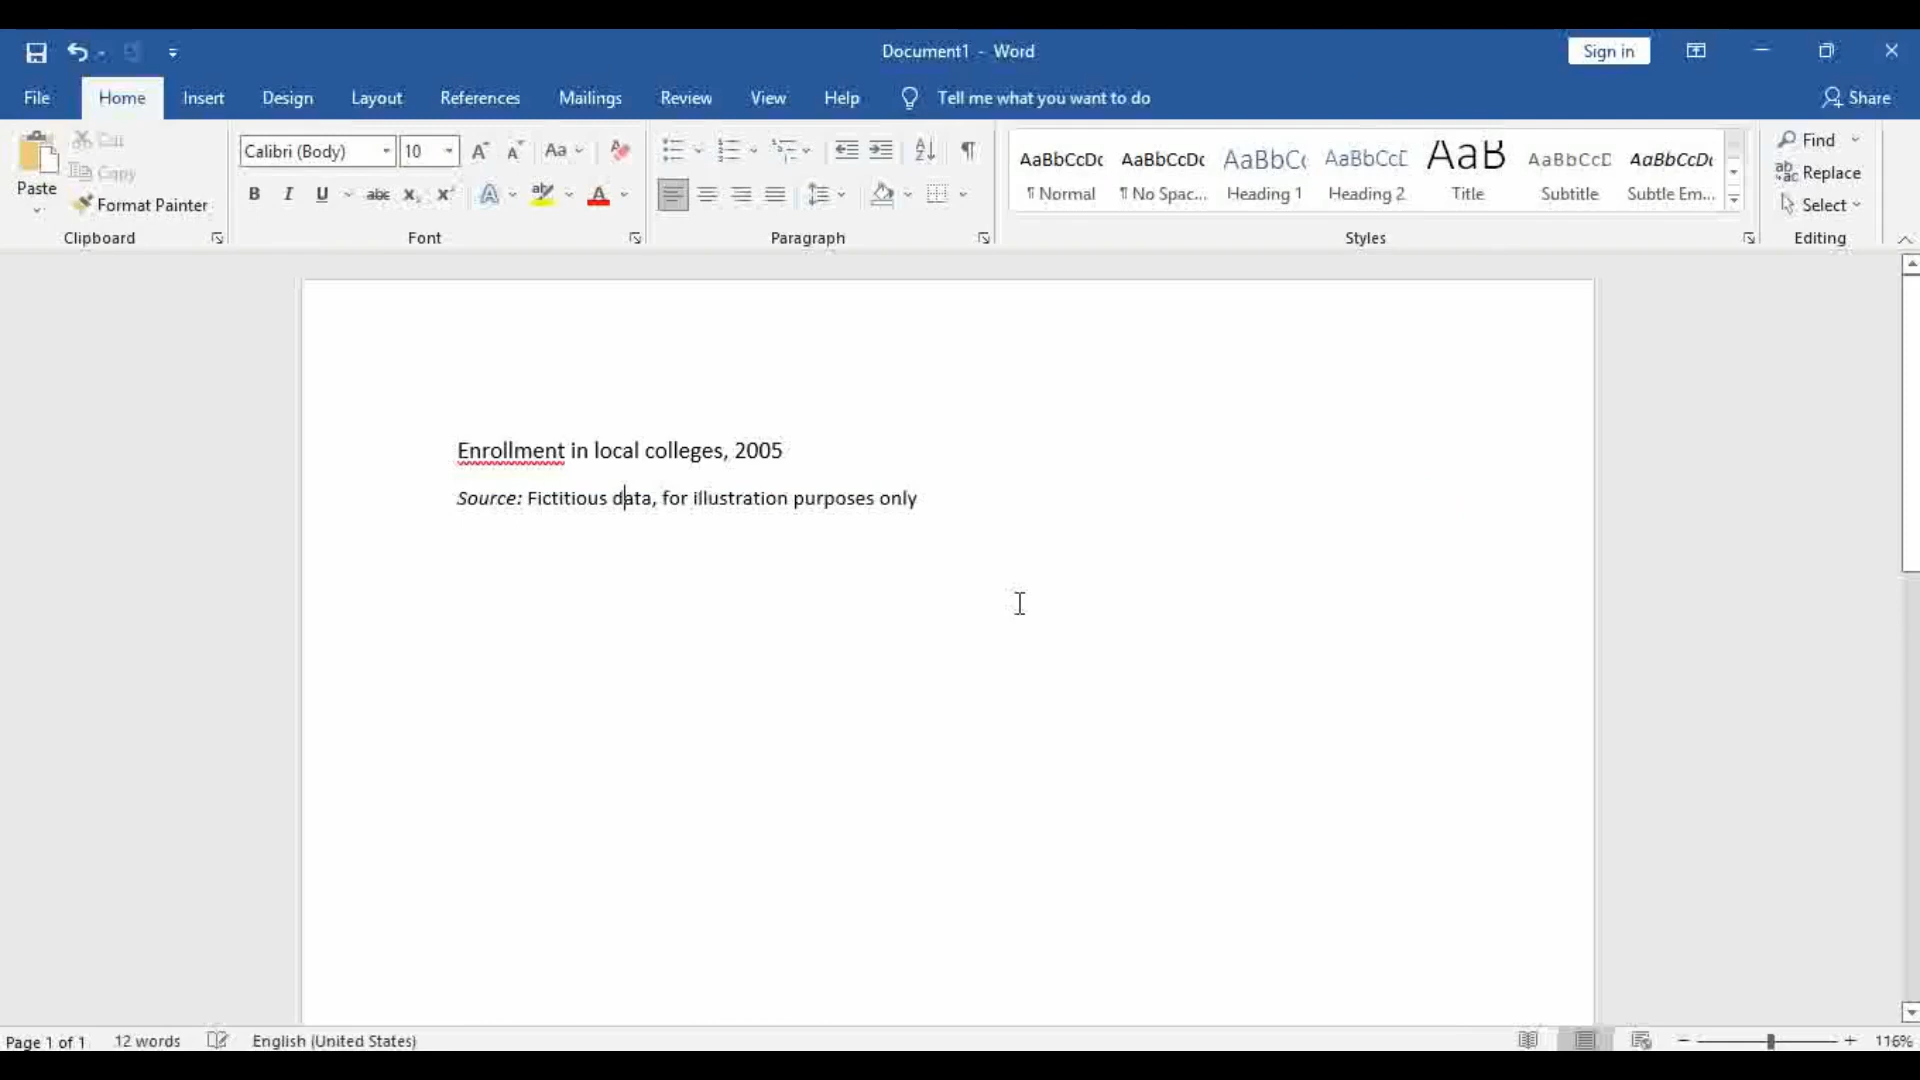 Document1 - Word
Sign in
File Home Insert Design Layout References Mailings Review View Help Tell me what you want to do Share
Paste
Cut
Copy
Format Painter
Clipboard
Calibri (Body) 10
Aa
B I U abc X X A ab A
Font
Paragraph
AaBbCcDc AaBbCcDc AaBbC AaBbCcC AaB AaBbCcD AaBbCcDc
¶ Normal ¶ No Spac... Heading 1 Heading 2 Title Subtitle Subtle Em...
Styles
Find
Replace
Select
Editing
Enrollment in local colleges, 2005
Source: Fictitious data, for illustration purposes only
Page 1 of 1 12 words English (United States) 116%